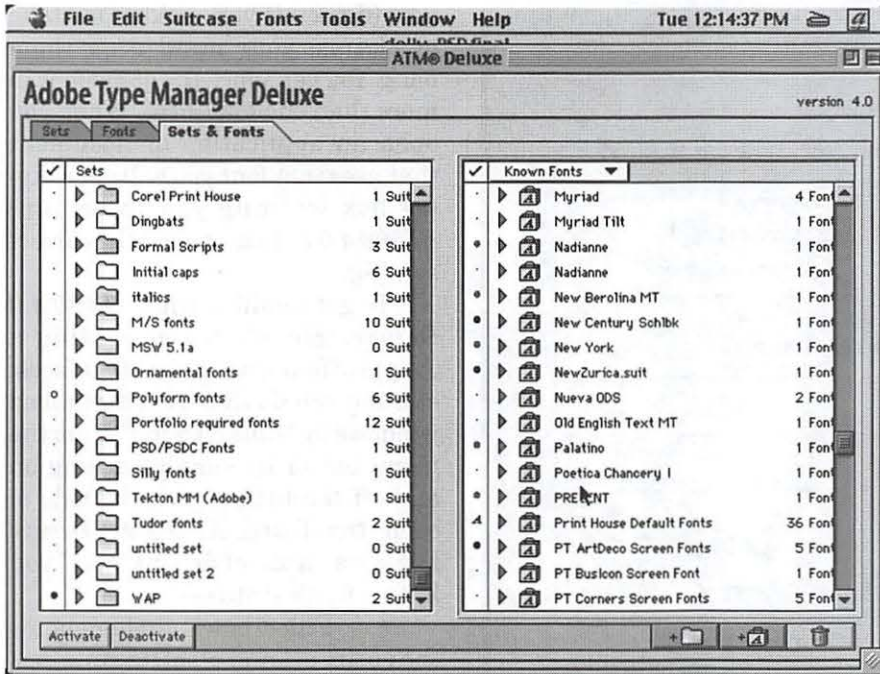 File Edit Suitcase Fonts Tools Window Help Tue 12:14:37 PM
ATM® Deluxe
Adobe Type Manager Deluxe
version 4.0
Sets Fonts Sets & Fonts
Sets
Corel Print House 1 Suit
Dingbats
Formal Scripts 3 Suit
Initial caps 6 Suit
italics 1 Suit
M/S fonts 10 Suit
MSW 5.1a 0 Suit
Ornamental fonts 1 Suit
Polyform fonts 6 Suit
Portfolio required fonts 12 Suit
PSD/PSDC Fonts
Silly fonts 1 Suit
Tekton MM (Adobe) 1 Suit
Tudor fonts 2 Suit
untitled set 0 Suit
untitled set 2 0 Suit
WAP 2 Suit
Known Fonts
Myriad 4 Font
Myriad Tilt 1 Font
Nadianne 1 Font
Nadianne 1 Font
New Berolina MT 1 Font
New Century Schlbk 1 Font
New York 1 Font
NewZurica.suit 1 Font
Nueva ODS 2 Font
Old English Text MT 1 Font
Palatino 1 Font
Poetica Chancery I 1 Font
1 Font
Print House Default Fonts 36 Font
PT ArtDeco Screen Fonts 5 Font
PT BusIcon Screen Font 1 Font
PT Corners Screen Fonts 5 Font
Activate Deactivate